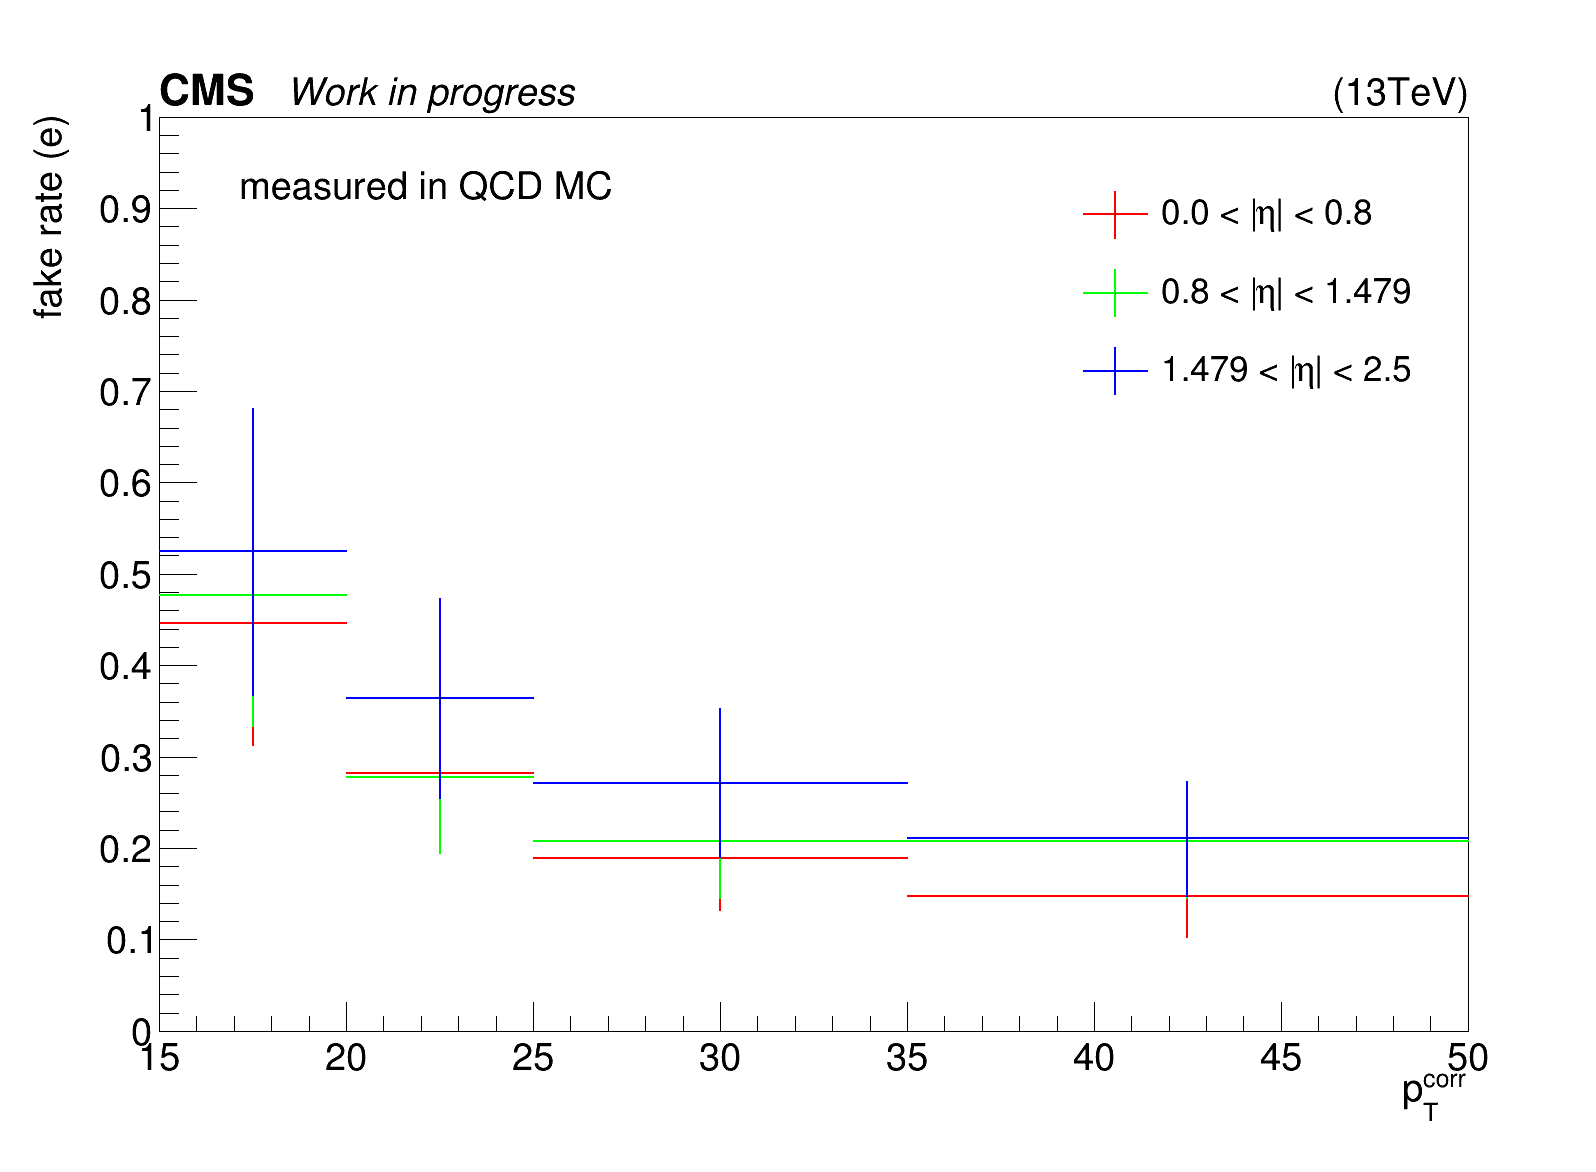 CMS Work in progress (13TeV)
fake rate (e)
measured in QCD MC
0.0 < |η| < 0.8
0.8 < |η| < 1.479
1.479 < |η| < 2.5
1
0.9
0.8
0.7
0.6
0.5
0.4
0.3
0.2
0.1
0
15 20 25 30 35 40 45 50
p_T^corr